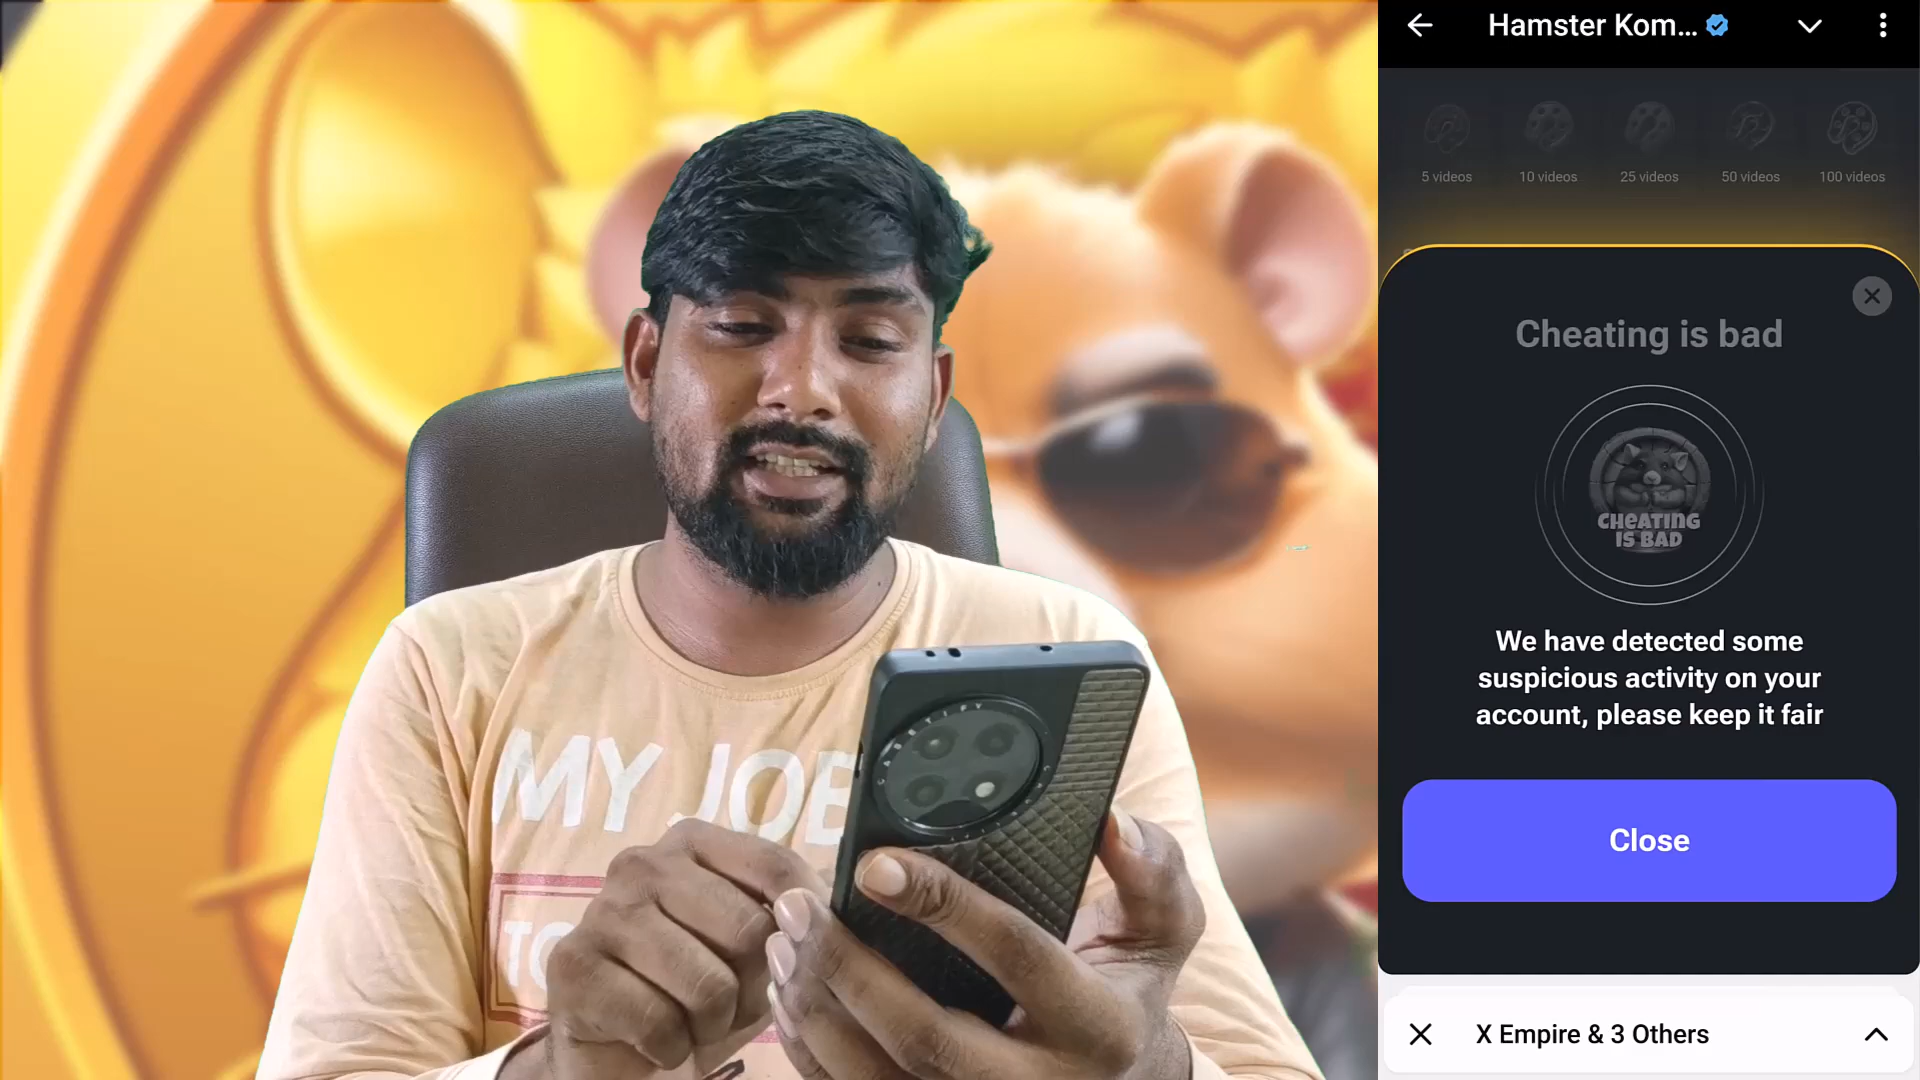 Hamster Kom...
5 videos
10 videos
25 videos
50 videos
100 videos
Cheating is bad
CHEATING
IS BAD
We have detected some
suspicious activity on your
account, please keep it fair
Close
X Empire & 3 Others
MY JOB
TO